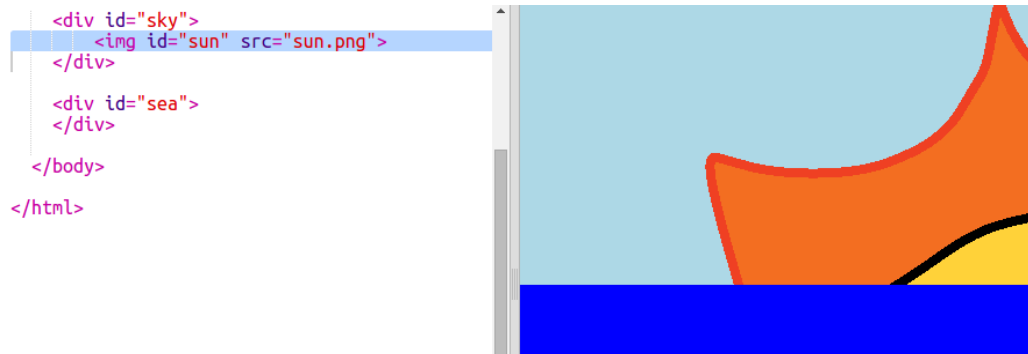 <div id="sky">
<img id="sun" src="sun.png">
</div>
<div id="sea">
</div>
</body>
</html>